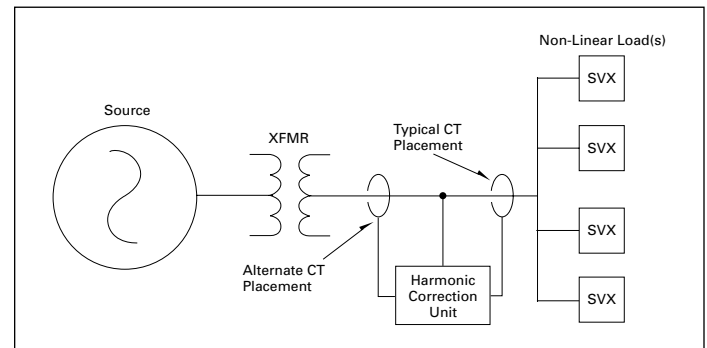 Non-Linear Load(s)
SVX
Source
Typical CT
Placement
XFMR
SVX
SVX
Alternate CT
Placement
Harmonic
Correction
Unit
SVX